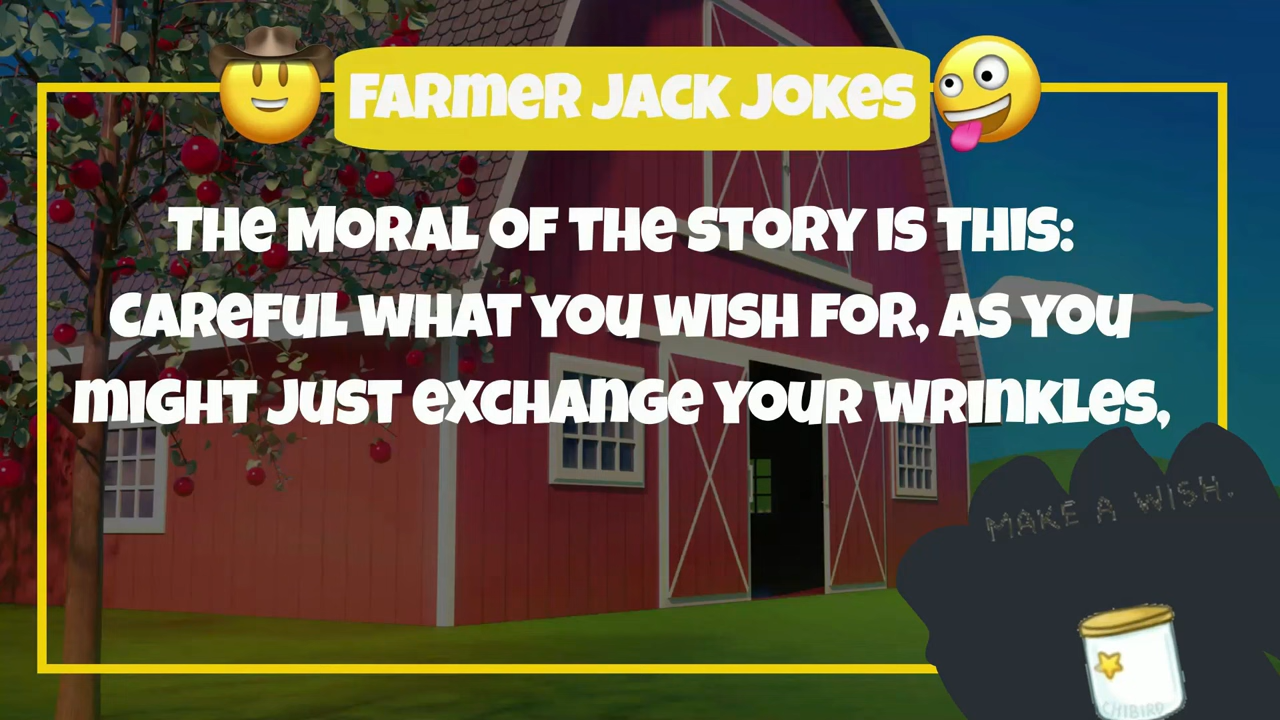 FARMER JACK JOKES
THE MORAL OF THE STORY IS THIS:
CAREFUL WHAT YOU WISH FOR, AS YOU
MIGHT JUST EXCHANGE YOUR WRINKLES,
MAKE A WISH.
CHIBIRD